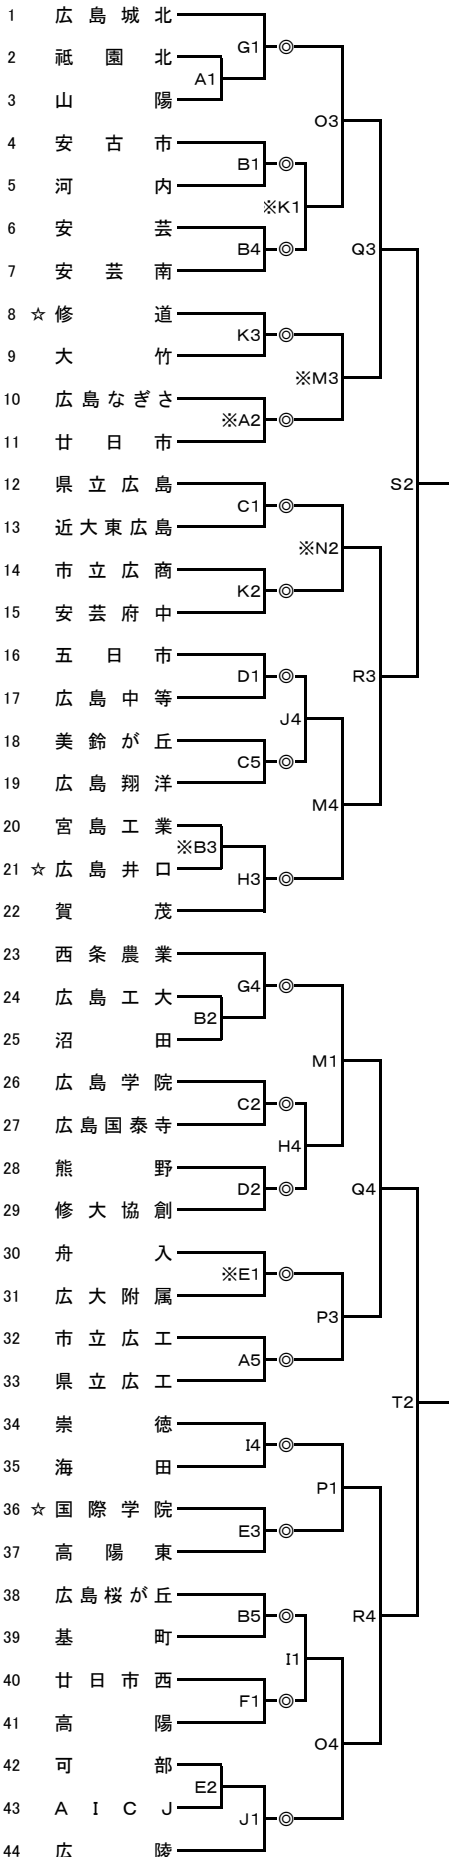 1 広島城北
G1 ◎
2 祇園北
A1
3 山陽
O3
4 安古市
B1 ◎
5 河内
※K1
6 安芸
B4 ◎
Q3
7 安芸南
8 ☆ 修道
K3 ◎
9 大竹
※M3
10 広島なぎさ
※A2 ◎
11 廿日市
12 県立広島
S2
C1 ◎
13 近大東広島
※N2
14 市立広商
K2 ◎
15 安芸府中
16 五日市
D1 ◎
R3
17 広島中等
J4
18 美鈴が丘
C5 ◎
19 広島翔洋
M4
20 宮島工業
※B3
21 ☆ 広島井口
H3 ◎
22 賀茂
23 西条農業
G4 ◎
24 広島工大
B2
25 沼田
M1
26 広島学院
C2 ◎
27 広島国泰寺
H4
28 熊野
D2 ◎
Q4
29 修大協創
30 舟入
※E1 ◎
31 広大附属
P3
32 市立広工
A5 ◎
33 県立広工
T2
34 崇徳
I4 ◎
35 海田
P1
36 ☆ 国際学院
E3 ◎
37 高陽東
38 広島桜が丘
B5 ◎
R4
39 基町
I1
40 廿日市西
F1 ◎
41 高陽
O4
42 可部
E2
43 AICJ
J1 ◎
44 広陵